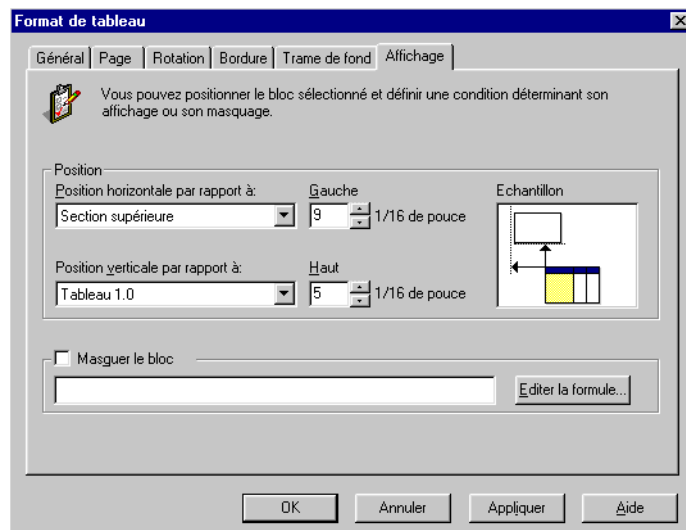 Format de tableau
Général Page Rotation Bordure Trame de fond Affichage
Vous pouvez positionner le bloc sélectionné et définir une condition déterminant son
affichage ou son masquage.
Position
Position horizontale par rapport à: Gauche Echantillon
Section supérieure 9 1/16 de pouce
Position verticale par rapport à: Haut
Tableau 1.0 5 1/16 de pouce
Masquer le bloc
Editer la formule...
OK Annuler Appliquer Aide